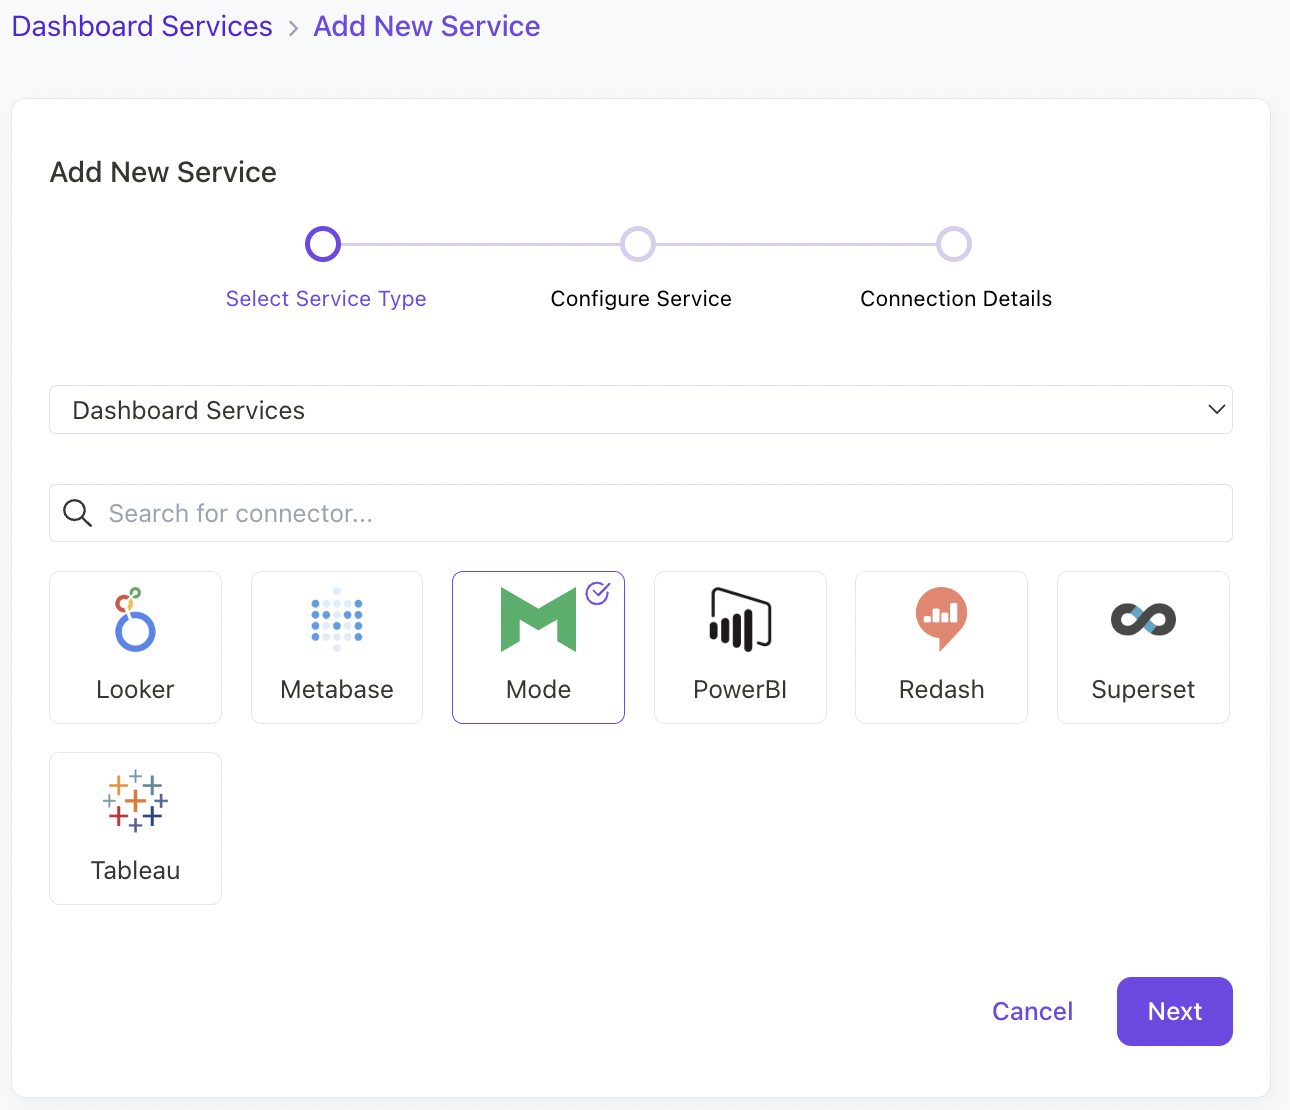 Dashboard Services > Add New Service
Add New Service
Select Service Type
Configure Service
Connection Details
Dashboard Services
Search for connector...
Looker
Metabase
Mode
PowerBI
Redash
Superset
Tableau
Cancel
Next